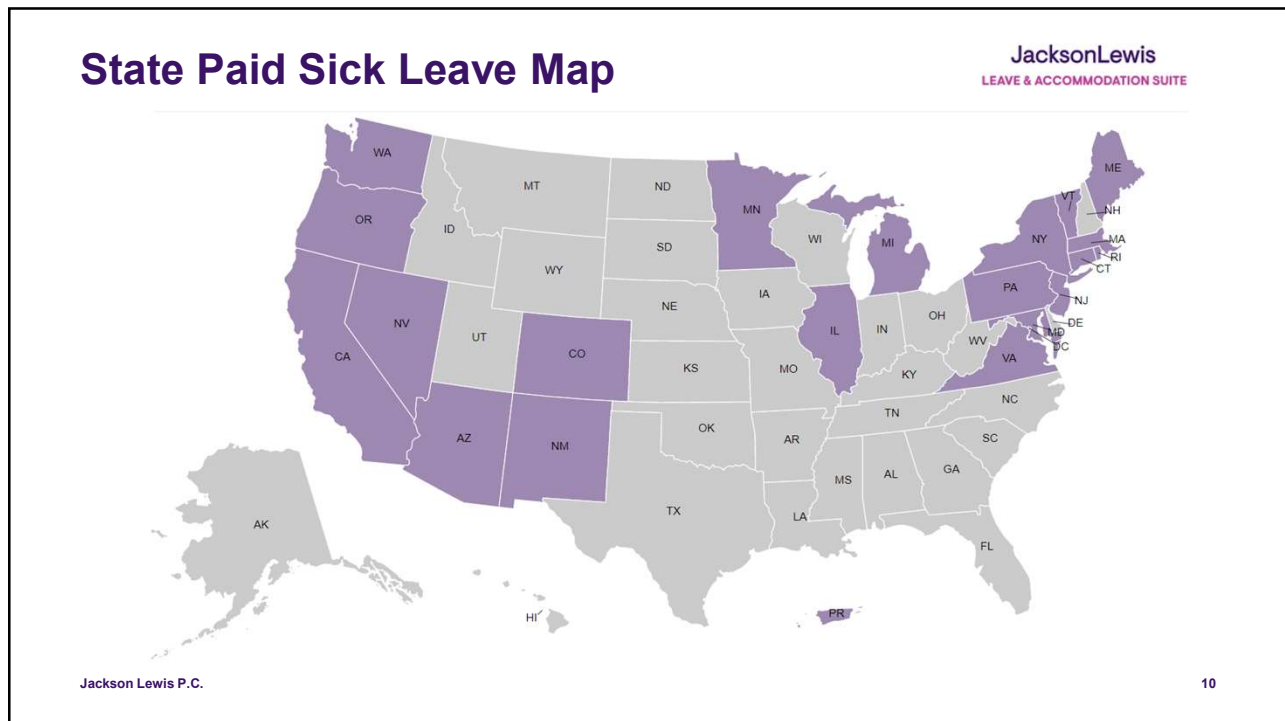 State Paid Sick Leave Map
JacksonLewis
LEAVE & ACCOMMODATION SUITE
WA
MT
ND
MN
ME
VT
NH
OR
ID
SD
WI
MI
NY
MA
RI
CT
WY
IA
PA
NJ
NE
OH
DE
MD
DC
NV
UT
IL
IN
WV
VA
CA
CO
KS
MO
KY
NC
TN
OK
AR
SC
AZ
NM
GA
MS
AL
TX
LA
AK
FL
HI
PR
Jackson Lewis P.C.
10